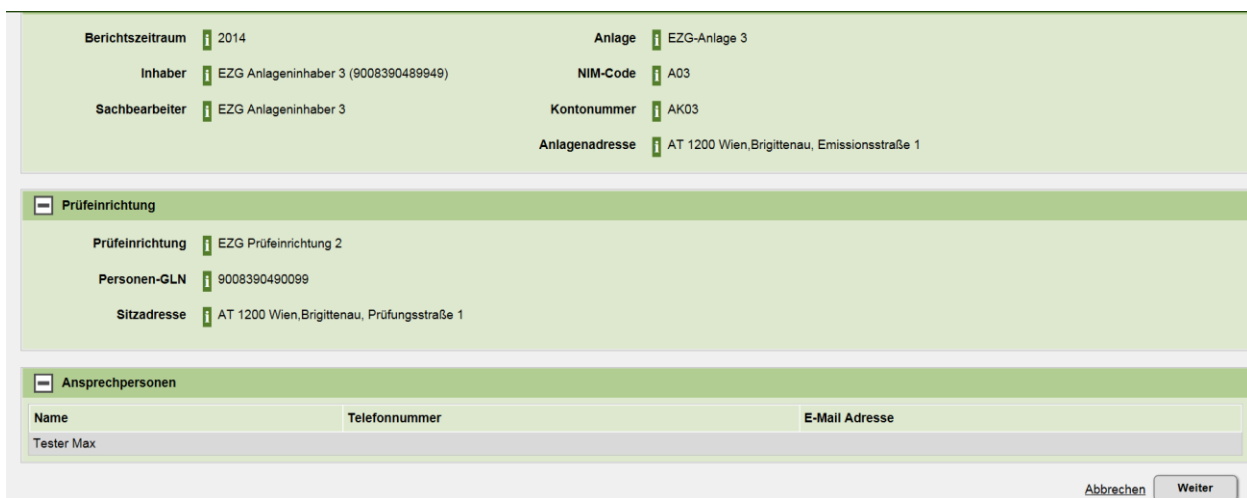 Berichtszeitraum i 2014 Anlage i EZG-Anlage 3
Inhaber i EZG Anlageninhaber 3 (9008390489949) NIM-Code i A03
Sachbearbeiter i EZG Anlageninhaber 3 Kontonummer i AK03
Anlagenadresse i AT 1200 Wien,Brigittenau, Emissionsstraße 1
Prüfeinrichtung
Prüfeinrichtung i EZG Prüfeinrichtung 2
Personen-GLN i 9008390490099
Sitzadresse i AT 1200 Wien,Brigittenau, Prüfungsstraße 1
Ansprechpersonen
Name Telefonnummer E-Mail Adresse
Tester Max
Abbrechen Weiter